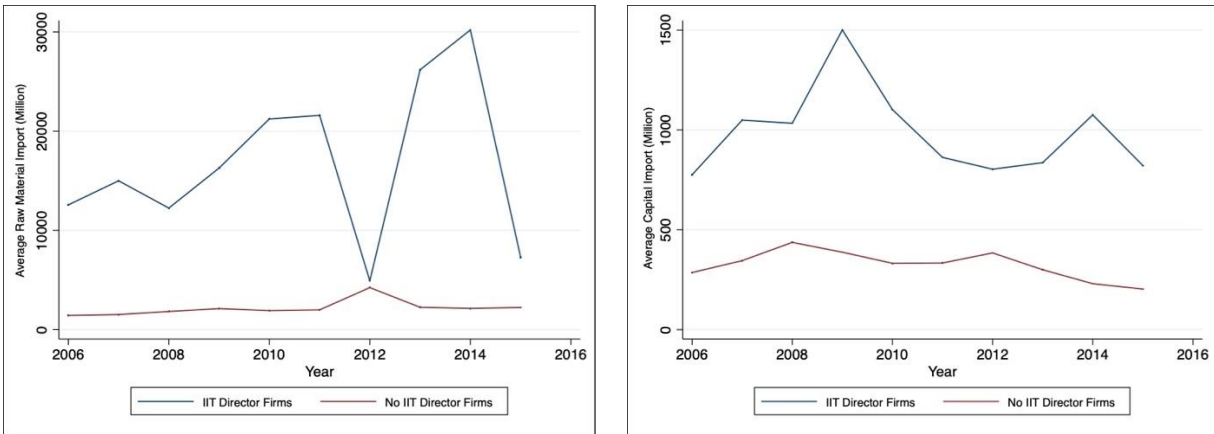 Average Raw Material Import (Million)
30000
20000
10000
0
2006 2008 2010 2012 2014 2016
Year
IIT Director Firms No IIT Director Firms
Average Capital Import (Million)
1500
1000
500
0
2006 2008 2010 2012 2014 2016
Year
IIT Director Firms No IIT Director Firms